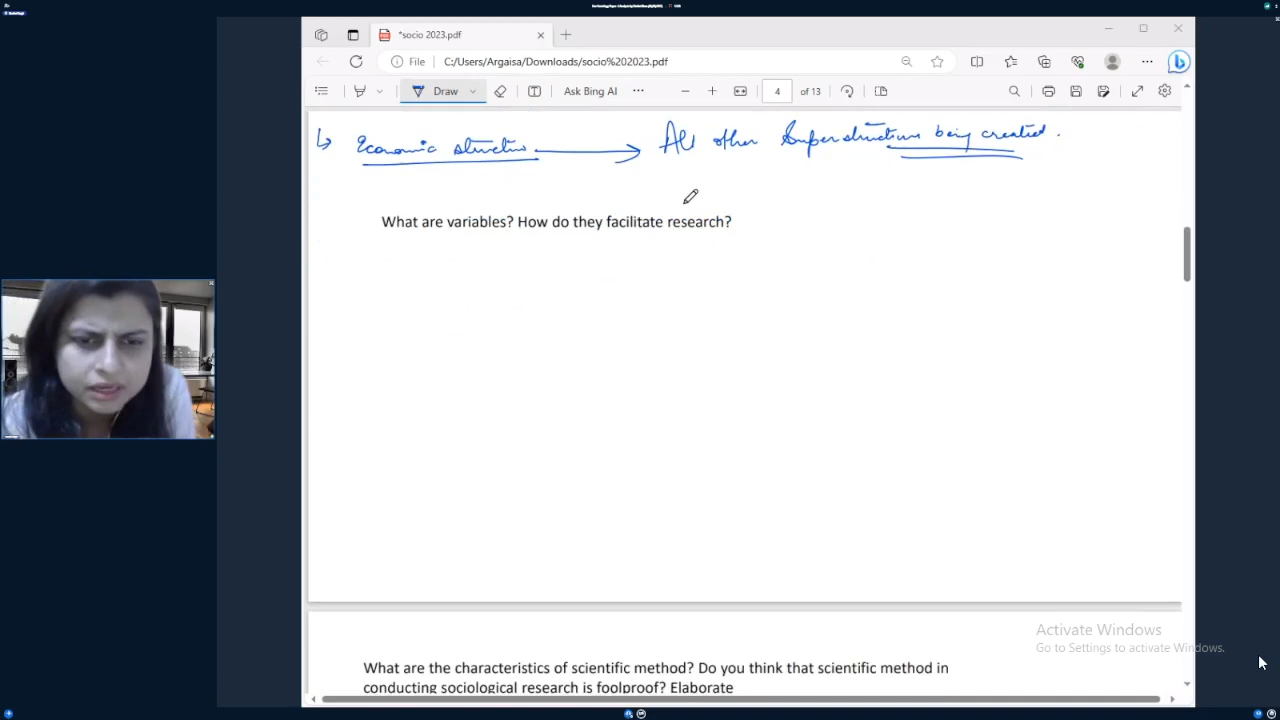 *socio 2023.pdf
File
C:/Users/Argaisa/Downloads/socio%202023.pdf
Draw
Ask Bing AI
4 of 13
↳ Economic structure → All other Superstructures being created.
What are variables? How do they facilitate research?
Activate Windows
Go to Settings to activate Windows.
What are the characteristics of scientific method? Do you think that scientific method in
conducting sociological research is foolproof? Elaborate